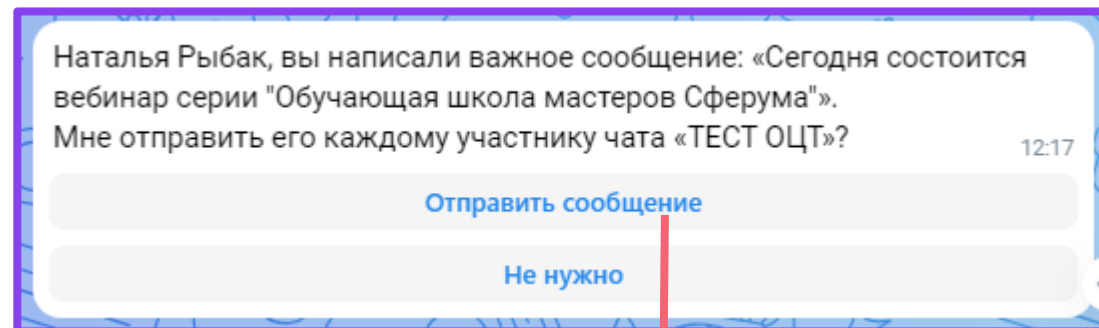 Наталья Рыбак, вы написали важное сообщение: «Сегодня состоится
вебинар серии "Обучающая школа мастеров Сферума"».
Мне отправить его каждому участнику чата «ТЕСТ ОЦТ»?
12:17
Отправить сообщение
Не нужно